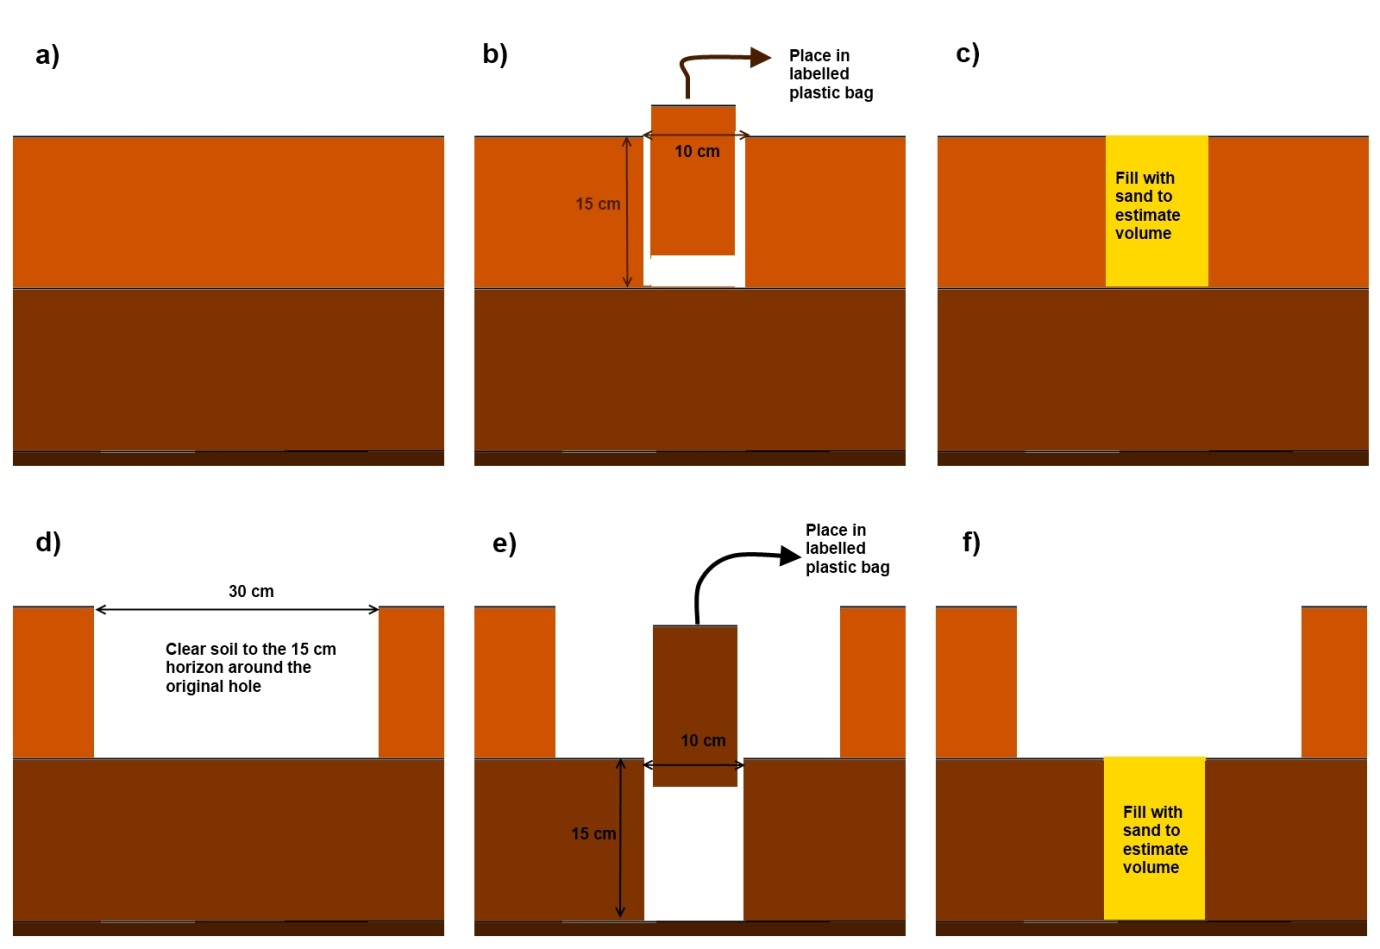 a)
b)
Place in
labelled
plastic bag
10 cm
15 cm
c)
Fill with
sand to
estimate
volume
d)
30 cm
Clear soil to the 15 cm
horizon around the
original hole
e)
Place in
labelled
plastic bag
10 cm
15 cm
f)
Fill with
sand to
estimate
volume